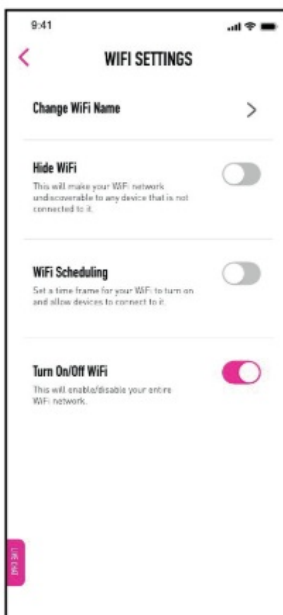 9:41
WIFI SETTINGS
Change WiFi Name
Hide WiFi
This will make your WiFi network
undiscoverable to any device that is not
connected to it.
WiFi Scheduling
Set a time frame for your WiFi to turn on
and allow devices to connect to it.
Turn On/Off WiFi
This will enable/disable your entire
WiFi network.
LIVE CHAT